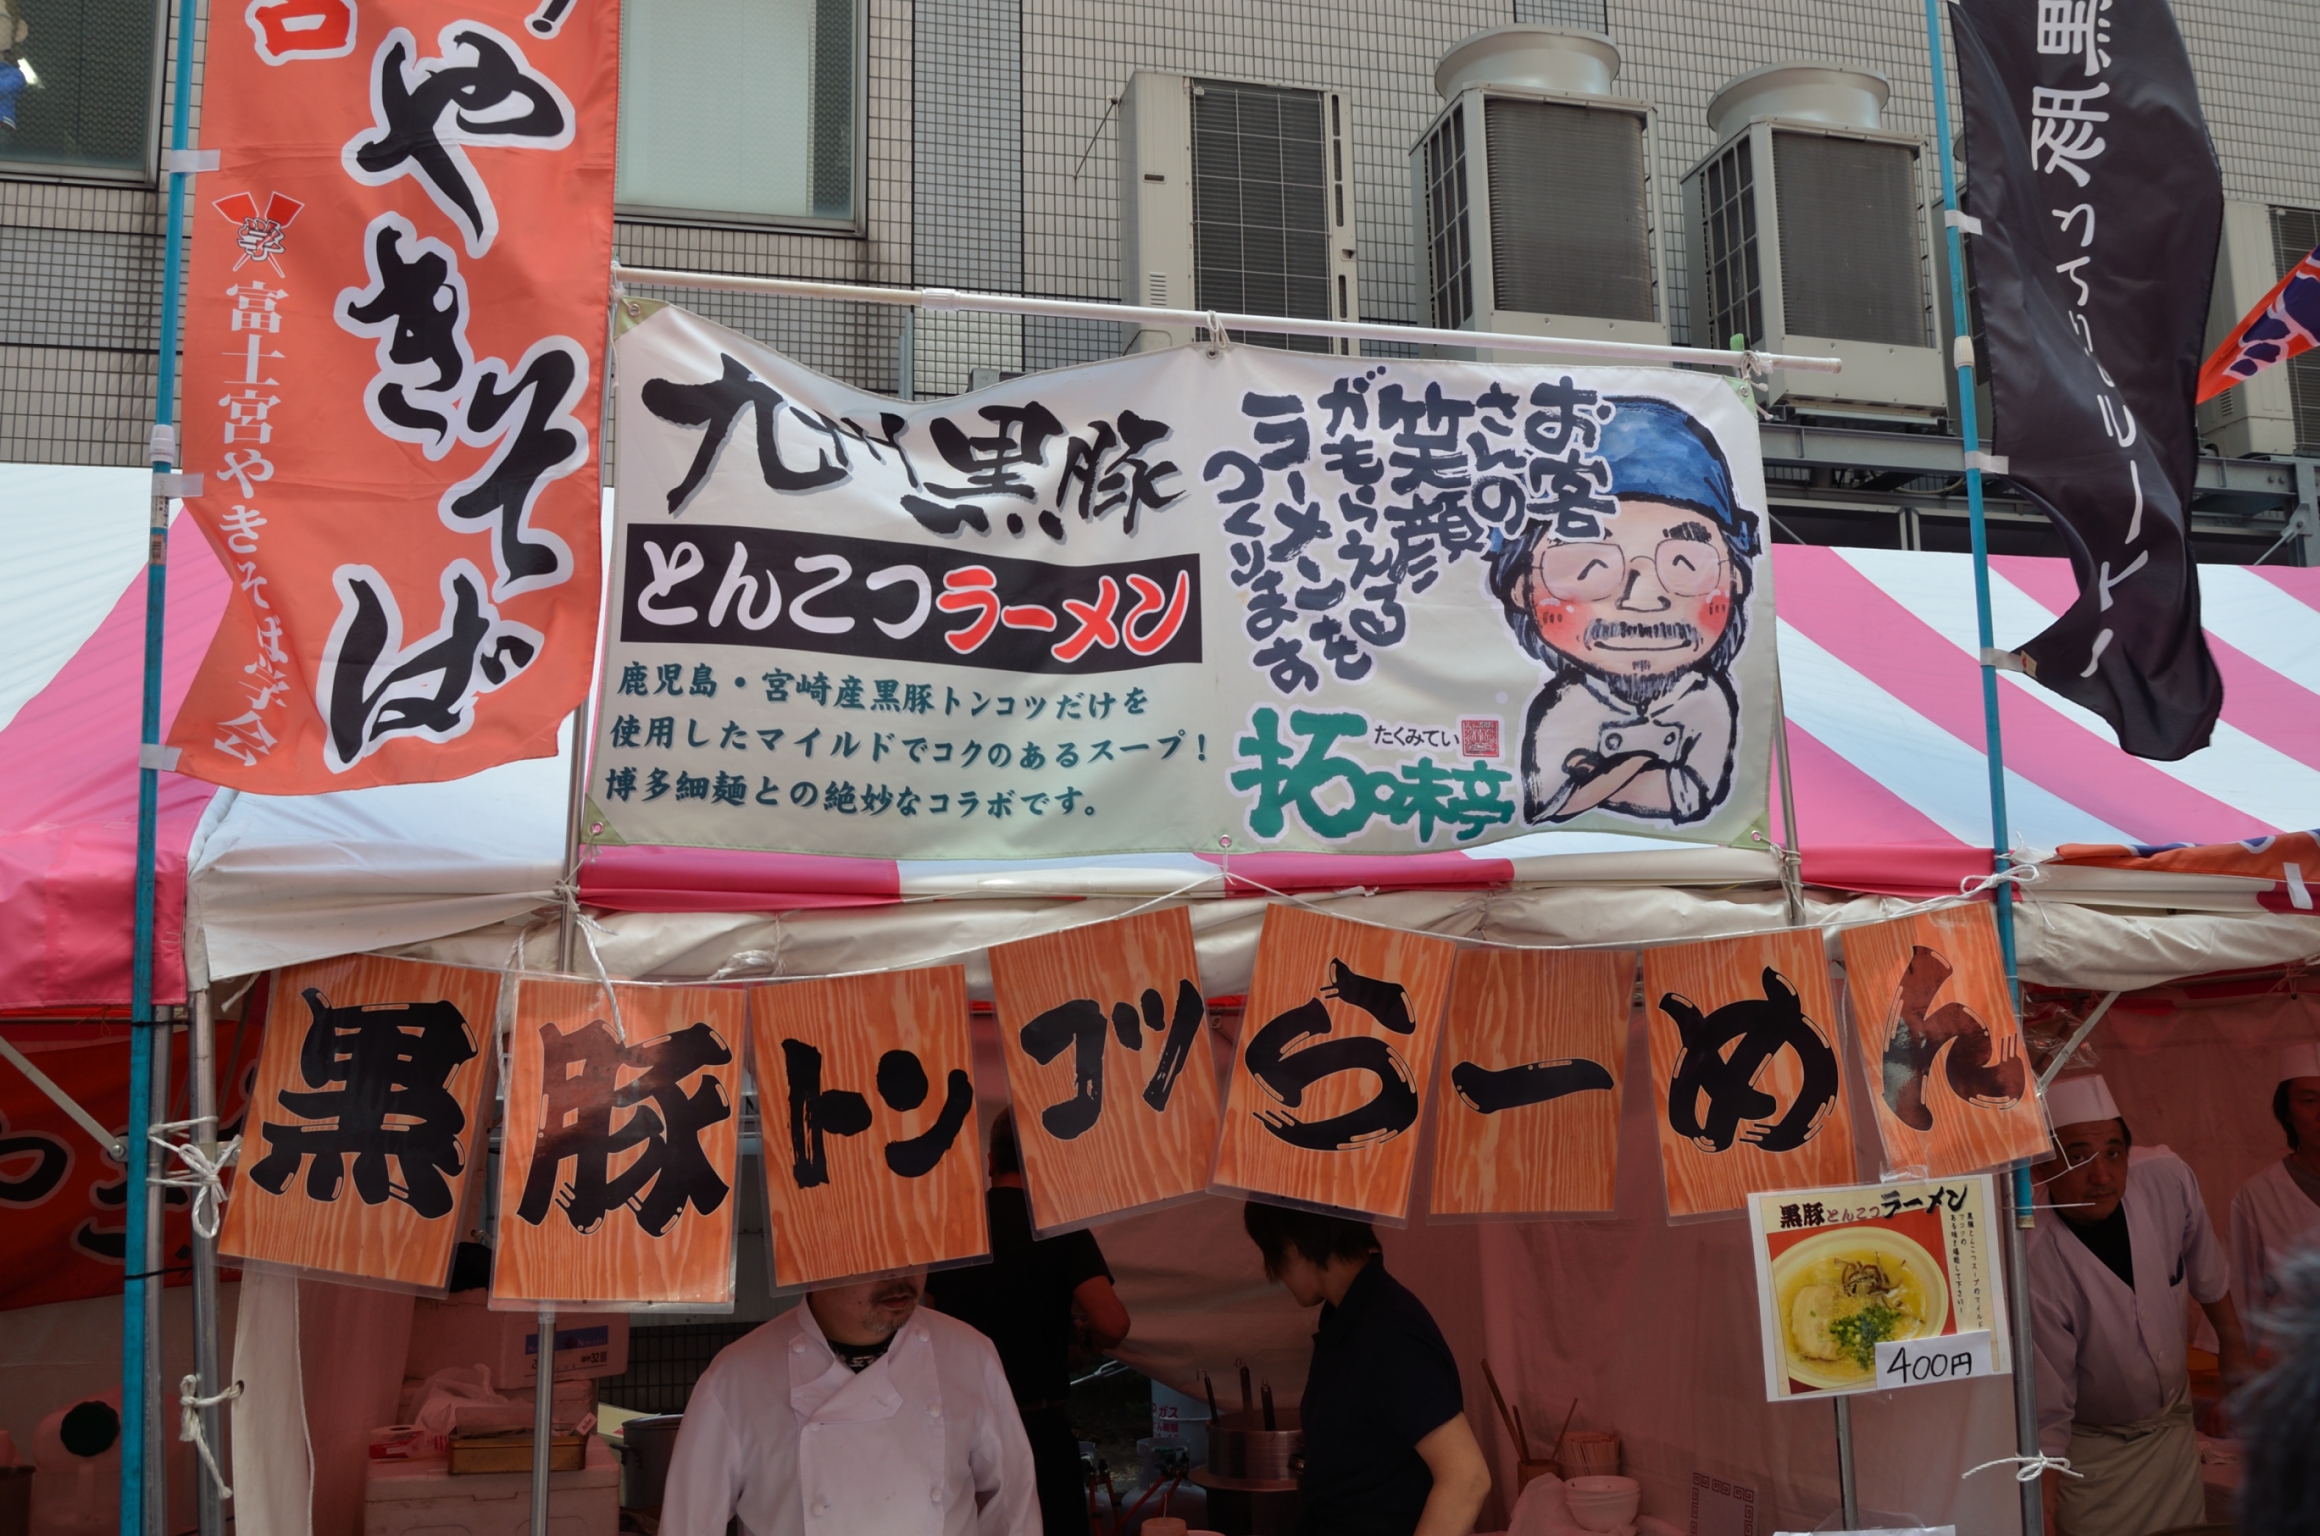 やきそば
富士宮やきそば学会
九州黒豚
とんこつラーメン
鹿児島・宮崎産黒豚トンコツだけを
使用したマイルドでコクのあるスープ！
博多細麺との絶妙なコラボです。
お客
さんの
笑顔
がもらえる
ラーメンを
つくります
たくみてい
拓味亭
黒豚トンコツらーめん
黒豚とんこつラーメン
400円